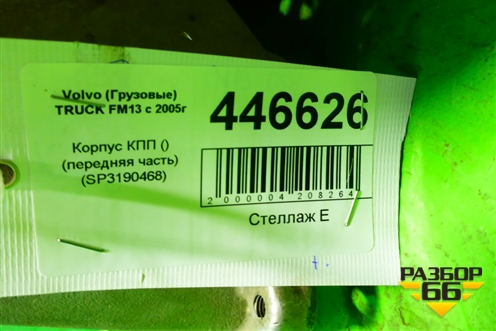 Volvo (Грузовые)
TRUCK FM13 с 2005г
Корпус КПП ()
(передняя часть)
(SP3190468)
446626
2 000004 208264
Стеллаж Е
РАЗБОР
66